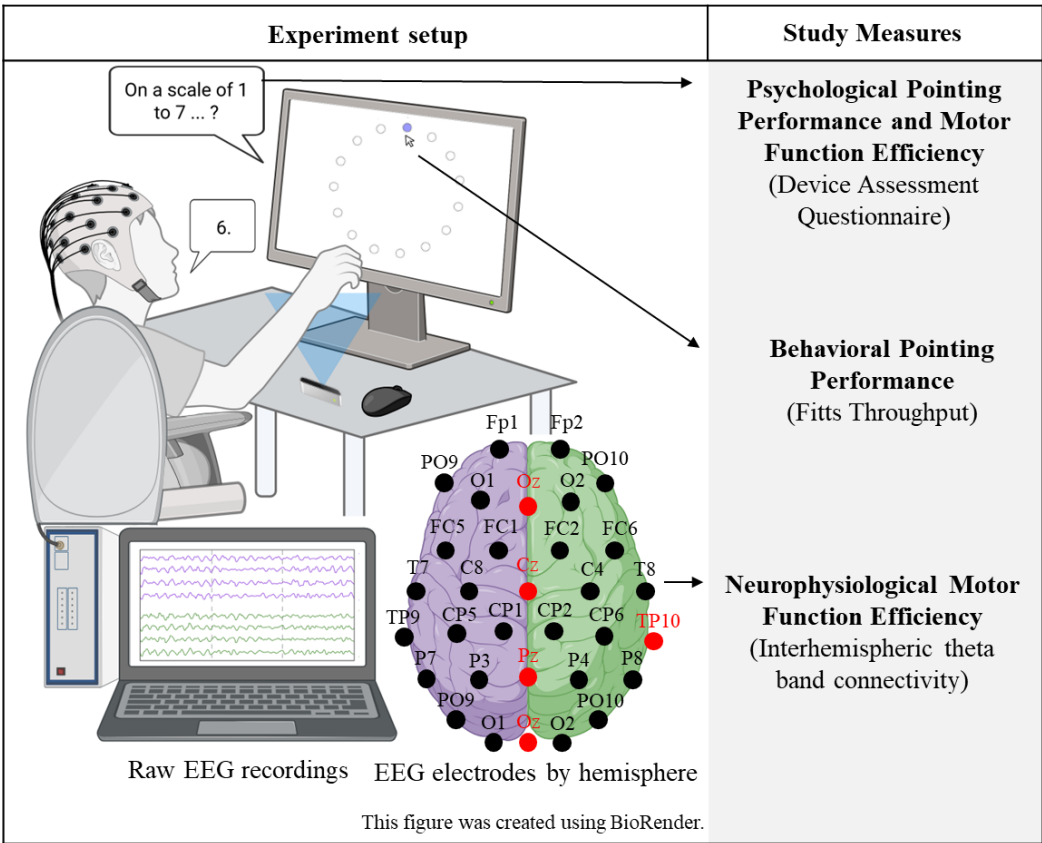 Experiment setup
Study Measures
On a scale of 1
to 7 ... ?
6.
Psychological Pointing
Performance and Motor
Function Efficiency
(Device Assessment
Questionnaire)
Behavioral Pointing
Performance
(Fitts Throughput)
Fp1 Fp2
PO9 PO10
O1 Oz O2
FC5 FC1 FC2 FC6
T7 C8 Cz C4 T8
TP9 CP5 CP1 CP2 CP6 TP10
P7 P3 Pz P4 P8
PO9 PO10
O1 Oz O2
Neurophysiological Motor
Function Efficiency
(Interhemispheric theta
band connectivity)
Raw EEG recordings
EEG electrodes by hemisphere
This figure was created using BioRender.